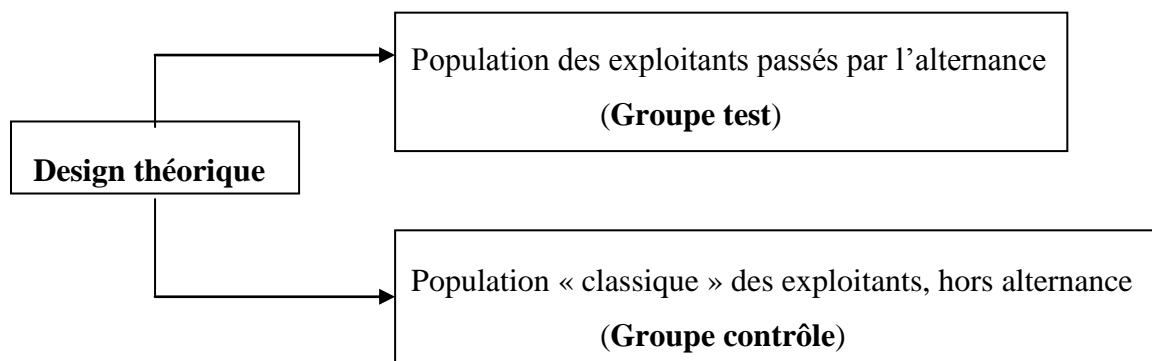 Population des exploitants passés par l’alternance
(Groupe test)
Design théorique
Population « classique » des exploitants, hors alternance
(Groupe contrôle)